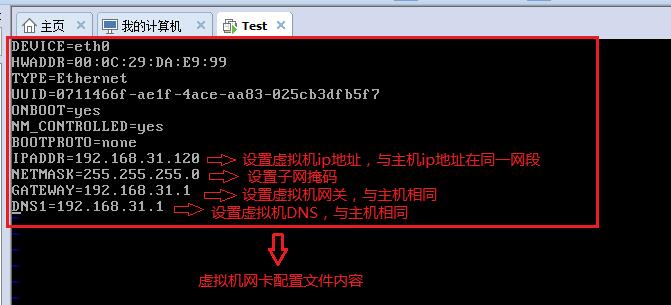 主页
我的计算机
Test
DEVICE=eth0
HWADDR=00:0C:29:DA:E9:99
TYPE=Ethernet
UUID=0711466f-ae1f-4ace-aa83-025cb3dfb5f7
ONBOOT=yes
NM_CONTROLLED=yes
BOOTPROTO=none
IPADDR=192.168.31.120 设置虚拟机ip地址，与主机ip地址在同一网段
NETMASK=255.255.255.0 设置子网掩码
GATEWAY=192.168.31.1 设置虚拟机网关，与主机相同
DNS1=192.168.31.1 设置虚拟机DNS，与主机相同
虚拟机网卡配置文件内容